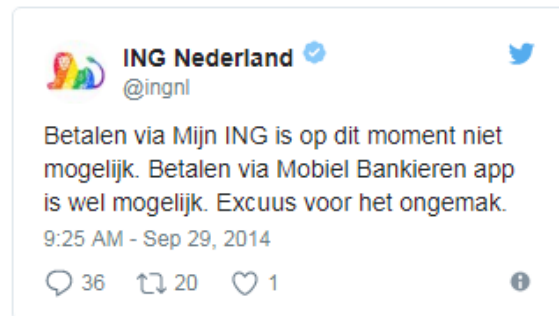 ING Nederland
@ingnl
Betalen via Mijn ING is op dit moment niet
mogelijk. Betalen via Mobiel Bankieren app
is wel mogelijk. Excuus voor het ongemak.
9:25 AM - Sep 29, 2014
36 20 1